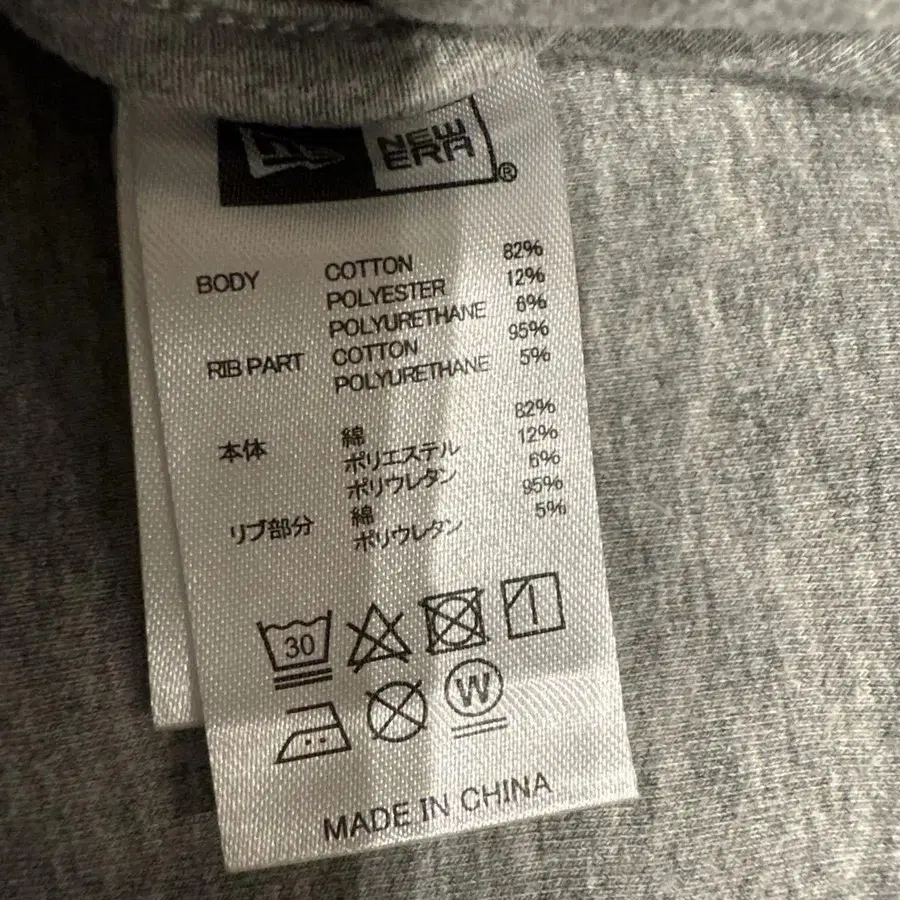 NEW
ERA
®
BODY COTTON 82%
POLYESTER 12%
POLYURETHANE 6%
RIB PART COTTON 95%
POLYURETHANE 5%
本体 綿 82%
ポリエステル 12%
ポリウレタン 6%
リブ部分 綿 95%
ポリウレタン 5%
30
W
MADE IN CHINA